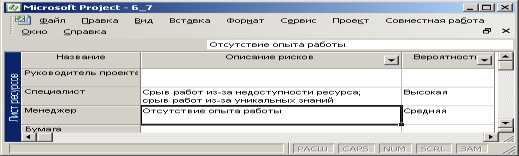 Microsoft Project - 6_7
Файл Правка Вид Вставка Формат Сервис Проект Совместная работа
Окно Справка
Отсутствие опыта работы
Название Описание рисков Вероятность
Руководитель проекта
Специалист Срыв работ из-за недоступности ресурса; Высокая
срыв работ из-за уникальных знаний
Менеджер Отсутствие опыта работы Средняя
Бумага
Лист ресурсов
РАСШ CAPS NUM SCRL ЗАМ